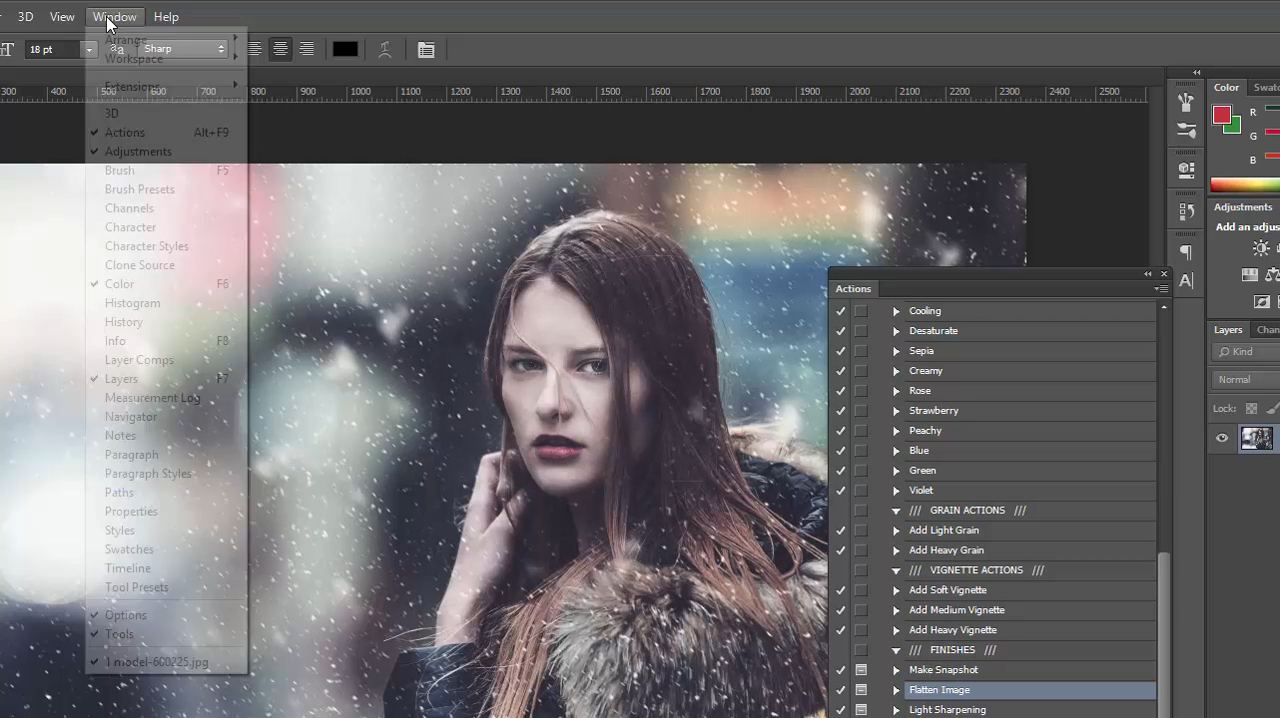 3D View Window Help
18 pt aa Sharp
300 400 500 600 700 800 900 1000 1100 1200 1300 1400 1500 1600 1700 1800 1900 2000 2100 2200 2300 2400 2500
Arrange
Workspace
Extensions
3D
Actions Alt+F9
Adjustments
Brush F5
Brush Presets
Channels
Character
Character Styles
Clone Source
Color F6
Histogram
History
Info F8
Layer Comps
Layers F7
Measurement Log
Navigator
Notes
Paragraph
Paragraph Styles
Paths
Properties
Styles
Swatches
Timeline
Tool Presets
Options
Tools
1 model-600225.jpg
Actions
Cooling
Desaturate
Sepia
Creamy
Rose
Strawberry
Peachy
Blue
Green
Violet
/// GRAIN ACTIONS ///
Add Light Grain
Add Heavy Grain
/// VIGNETTE ACTIONS ///
Add Soft Vignette
Add Medium Vignette
Add Heavy Vignette
/// FINISHES ///
Make Snapshot
Flatten Image
Light Sharpening
Color Swatc
R
G
B
Adjustments
Add an adjus
Layers Chan
Kind
Normal
Lock: